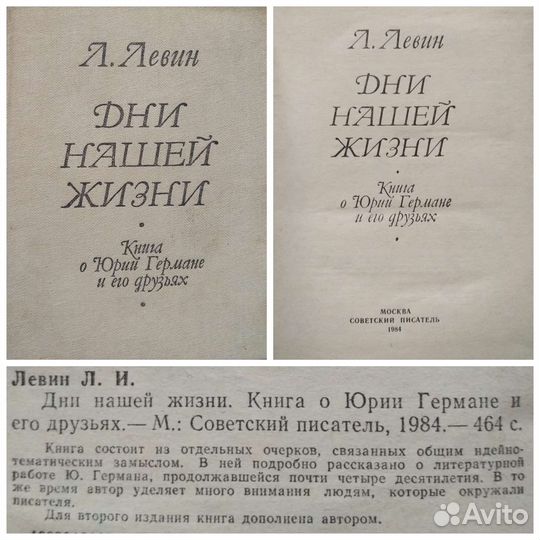 Л. Левин
ДНИ
НАШЕЙ
ЖИЗНИ
Книга
о Юрии Германе
и его друзьях
Л. Левин
ДНИ
НАШЕЙ
ЖИЗНИ
Книга
о Юрии Германе
и его друзьях
МОСКВА
СОВЕТСКИЙ ПИСАТЕЛЬ
1984
Левин Л. И.
Дни нашей жизни. Книга о Юрии Германе и
его друзьях.— М.: Советский писатель, 1984.— 464 с.
Книга состоит из отдельных очерков, связанных общим идейно-
тематическим замыслом. В ней подробно рассказано о литературной
работе Ю. Германа, продолжавшейся почти четыре десятилетия. В то
же время автор уделяет много внимания людям, которые окружали
писателя.
Для второго издания книга дополнена автором.
Avito